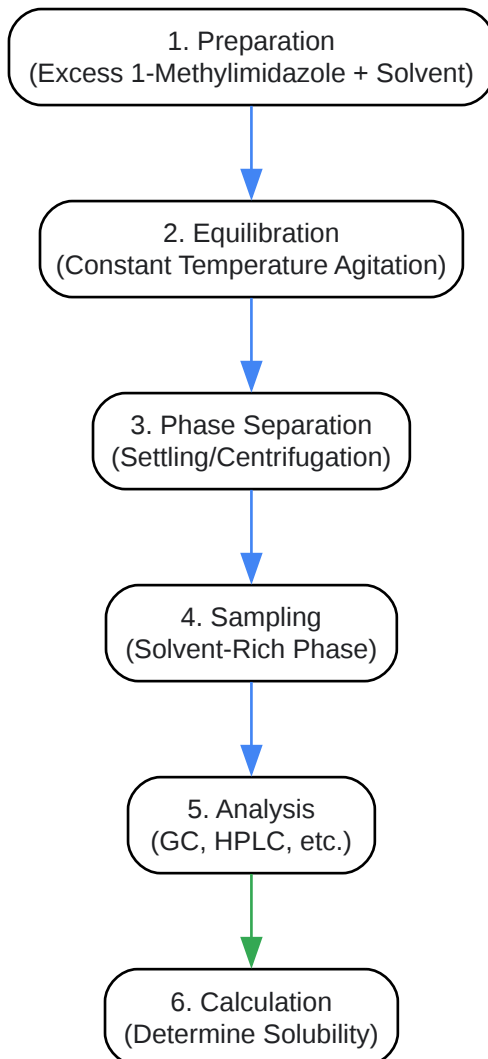 1. Preparation
(Excess 1-Methylimidazole + Solvent)
2. Equilibration
(Constant Temperature Agitation)
3. Phase Separation
(Settling/Centrifugation)
4. Sampling
(Solvent-Rich Phase)
5. Analysis
(GC, HPLC, etc.)
6. Calculation
(Determine Solubility)